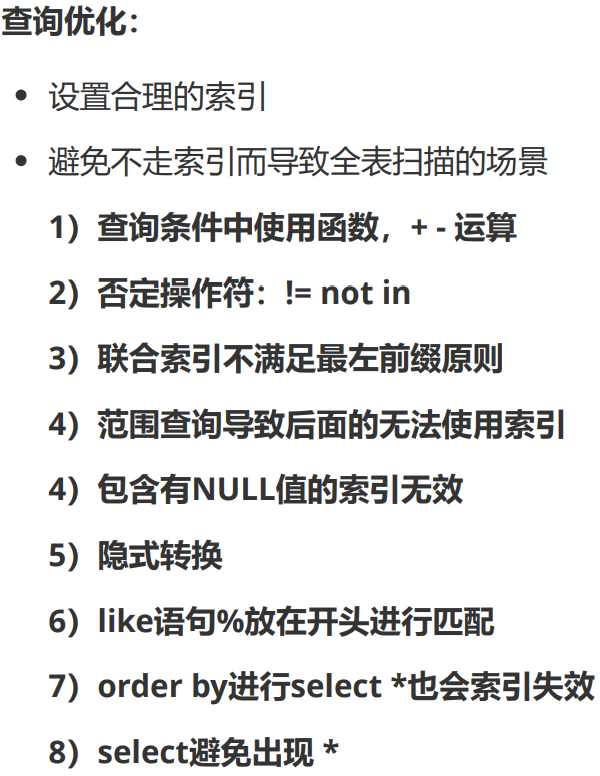 查询优化：
• 设置合理的索引
• 避免不走索引而导致全表扫描的场景
1）查询条件中使用函数，+ - 运算
2）否定操作符：!= not in
3）联合索引不满足最左前缀原则
4）范围查询导致后面的无法使用索引
4）包含有NULL值的索引无效
5）隐式转换
6）like语句%放在开头进行匹配
7）order by进行select *也会索引失效
8）select避免出现 *